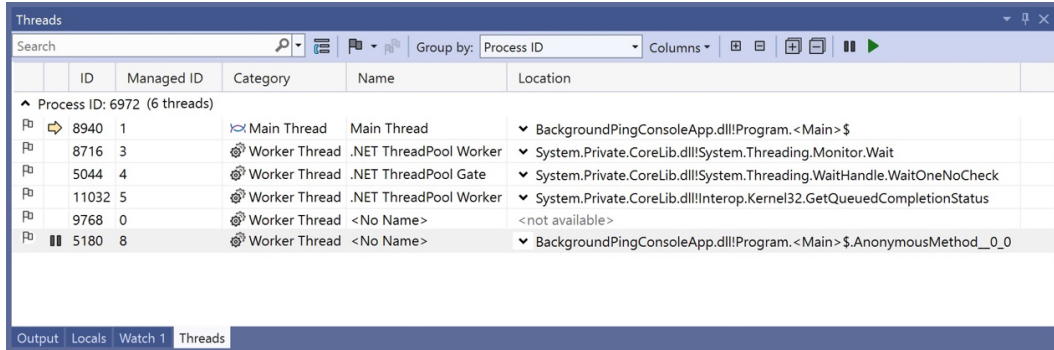 Threads
Search Group by: Process ID Columns
ID Managed ID Category Name Location
Process ID: 6972 (6 threads)
8940 1 Main Thread Main Thread BackgroundPingConsoleApp.dll!Program.<Main>$
8716 3 Worker Thread .NET ThreadPool Worker System.Private.CoreLib.dll!System.Threading.Monitor.Wait
5044 4 Worker Thread .NET ThreadPool Gate System.Private.CoreLib.dll!System.Threading.WaitHandle.WaitOneNoCheck
11032 5 Worker Thread .NET ThreadPool Worker System.Private.CoreLib.dll!Interop.Kernel32.GetQueuedCompletionStatus
9768 0 Worker Thread <No Name> <not available>
5180 8 Worker Thread <No Name> BackgroundPingConsoleApp.dll!Program.<Main>$.AnonymousMethod__0_0
Output Locals Watch 1 Threads